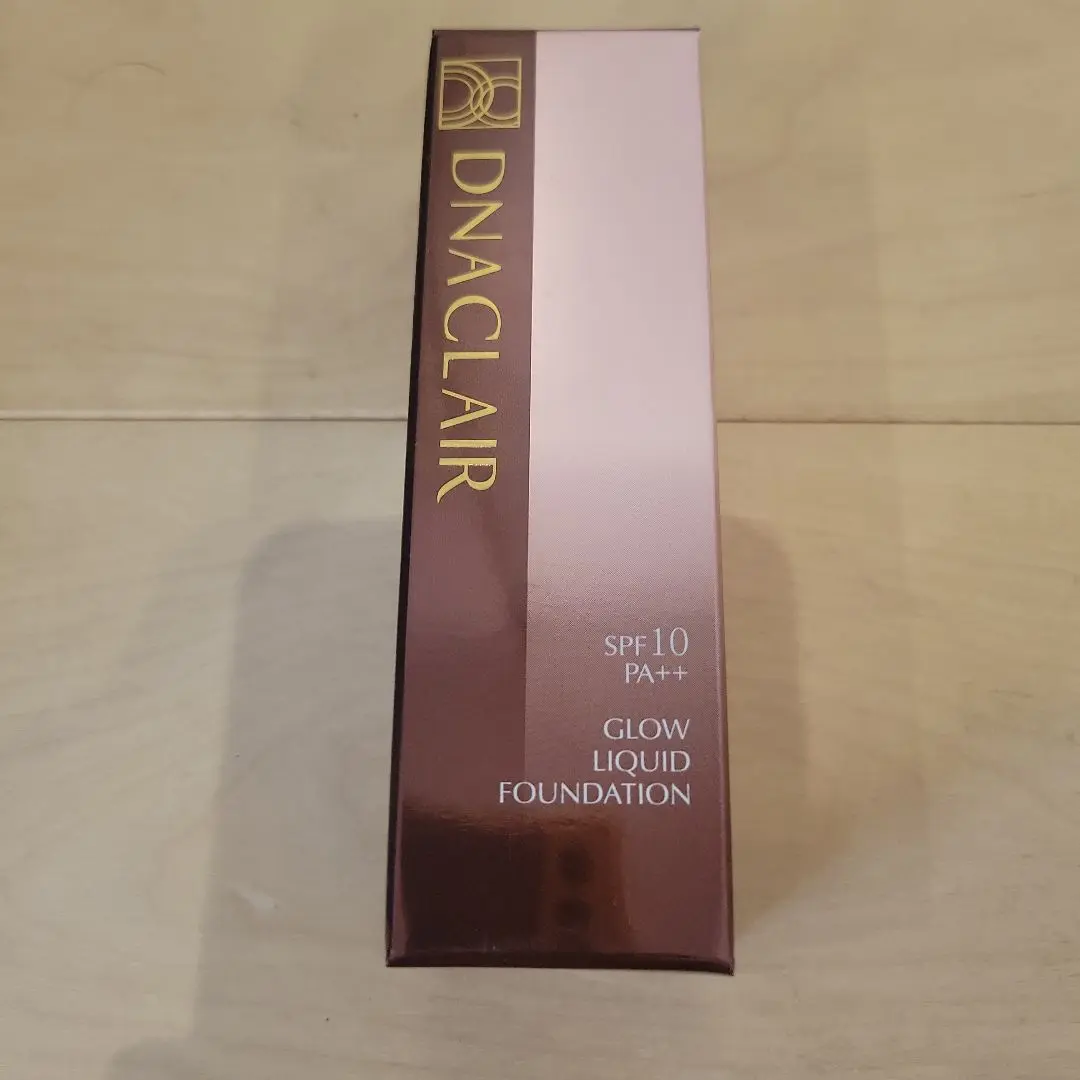 DNACLAIR
SPF10
PA++
GLOW
LIQUID
FOUNDATION